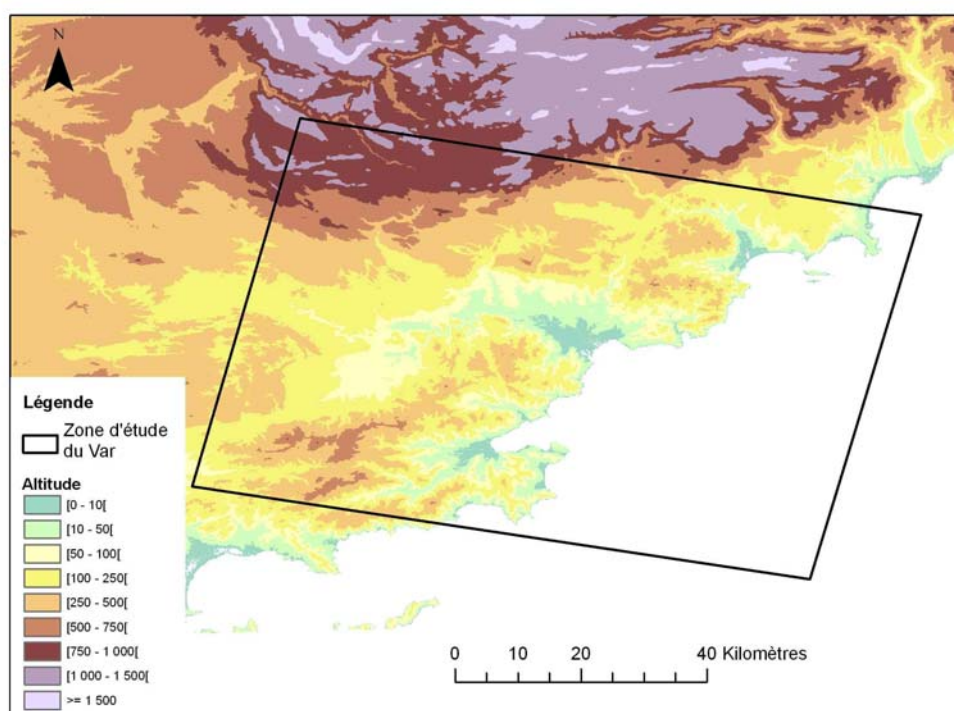 N
Légende
Zone d'étude
du Var
Altitude
[0 - 10[
[10 - 50[
[50 - 100[
[100 - 250[
[250 - 500[
[500 - 750[
[750 - 1 000[
[1 000 - 1 500[
>= 1 500
0 10 20 40 Kilomètres